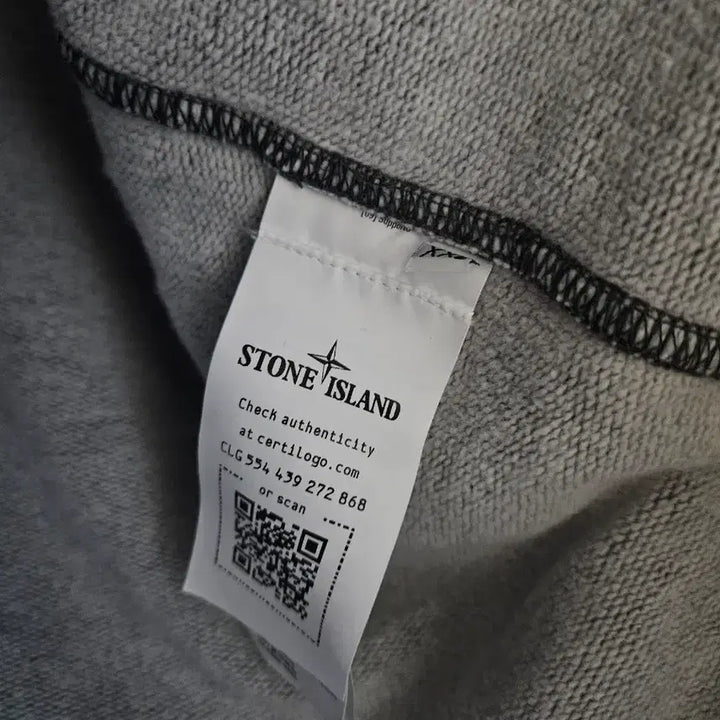 STONE ISLAND
Check authenticity
at certilogo.com
CLG 554 439 272 868
or scan